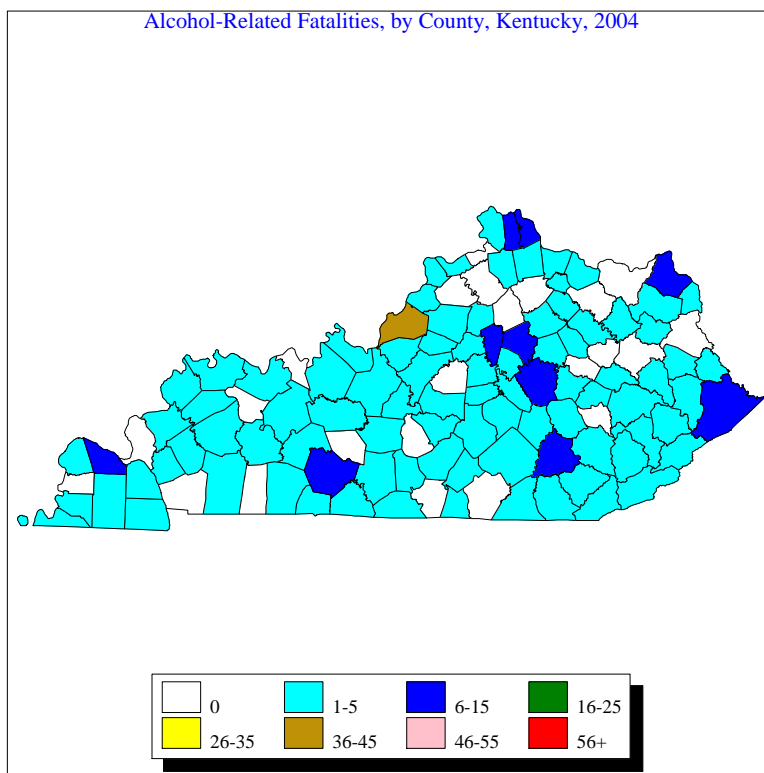 Alcohol-Related Fatalities, by County, Kentucky, 2004
0 1-5 6-15 16-25
26-35 36-45 46-55 56+